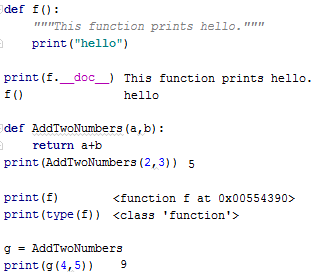 def f():
    """This function prints hello."""
    print("hello")
print(f.__doc__) This function prints hello.
f() hello
def AddTwoNumbers(a,b):
    return a+b
print(AddTwoNumbers(2,3)) 5
print(f) <function f at 0x00554390>
print(type(f)) <class 'function'>
g = AddTwoNumbers
print(g(4,5)) 9